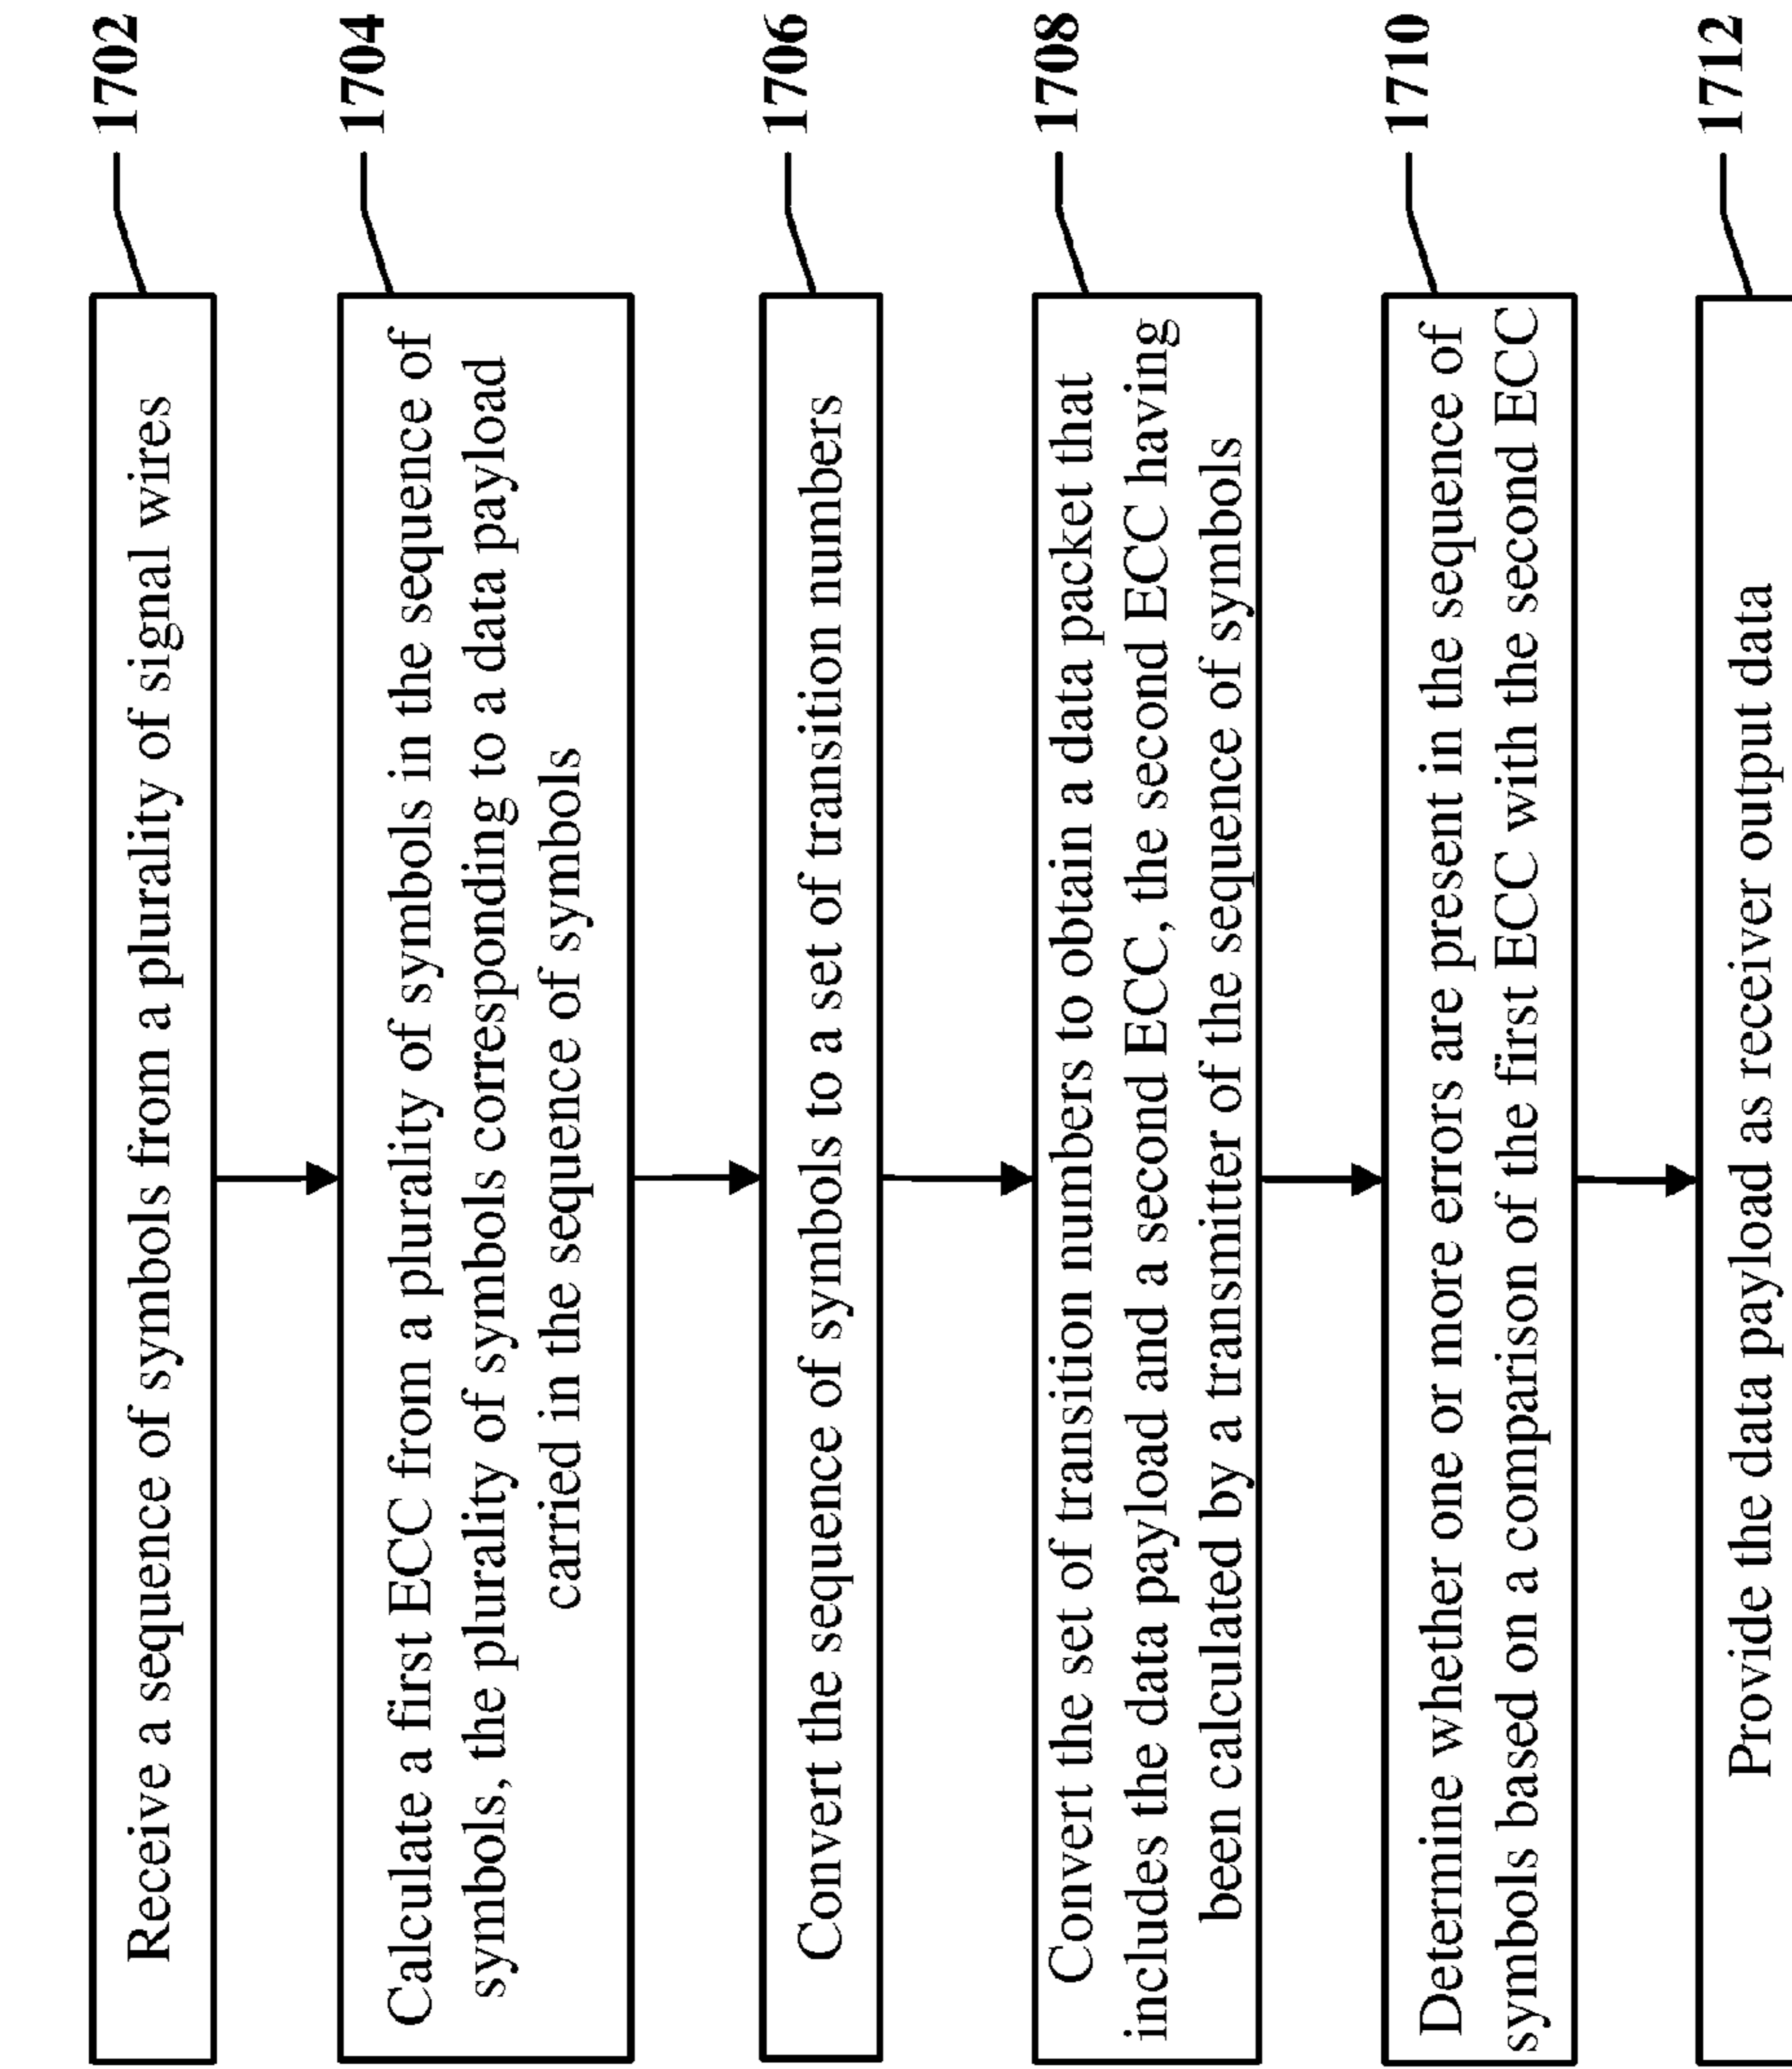 Receive a sequence of symbols from a plurality of signal wires
1702
Calculate a first ECC from a plurality of symbols in the sequence of
symbols, the plurality of symbols corresponding to a data payload
carried in the sequence of symbols
1704
Convert the sequence of symbols to a set of transition numbers
1706
Convert the set of transition numbers to obtain a data packet that
includes the data payload and a second ECC, the second ECC having
been calculated by a transmitter of the sequence of symbols
1708
Determine whether one or more errors are present in the sequence of
symbols based on a comparison of the first ECC with the second ECC
1710
Provide the data payload as receiver output data
1712